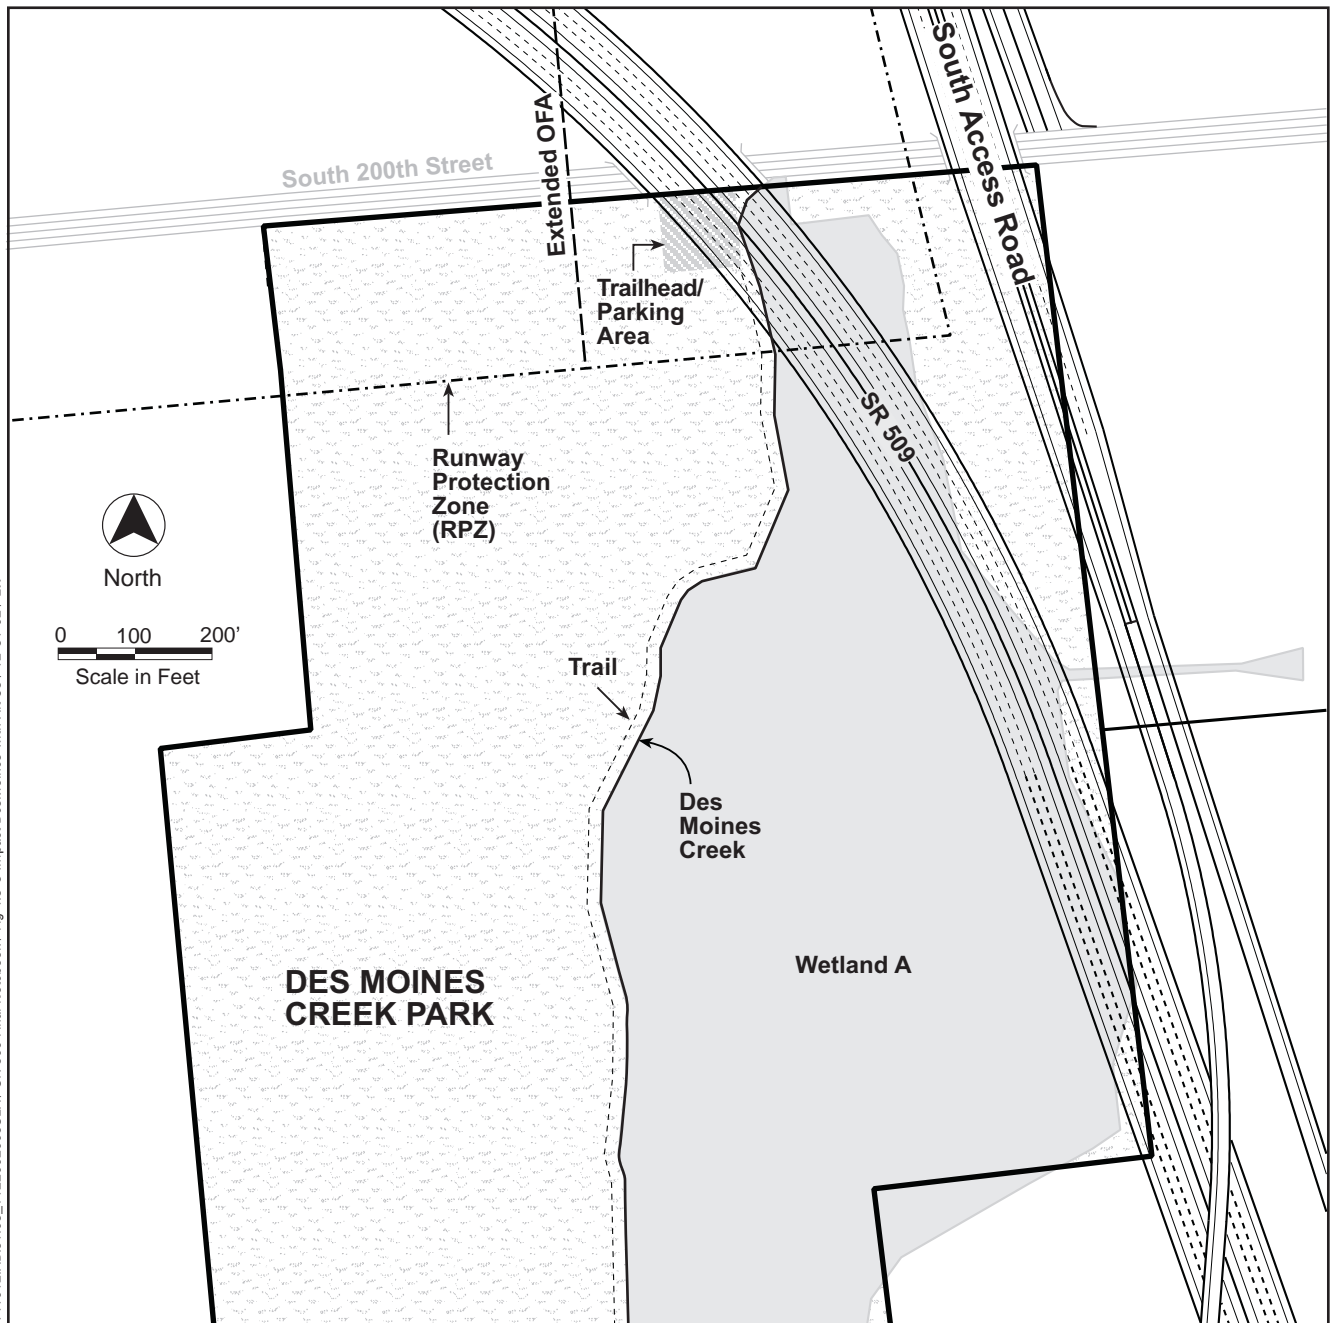 South Access Road
Extended OFA
South 200th Street
Trailhead/
Parking
Area
SR 509
Runway
Protection
Zone
(RPZ)
North
0 100 200'
Scale in Feet
Trail
Des
Moines
Creek
Wetland A
DES MOINES
CREEK PARK